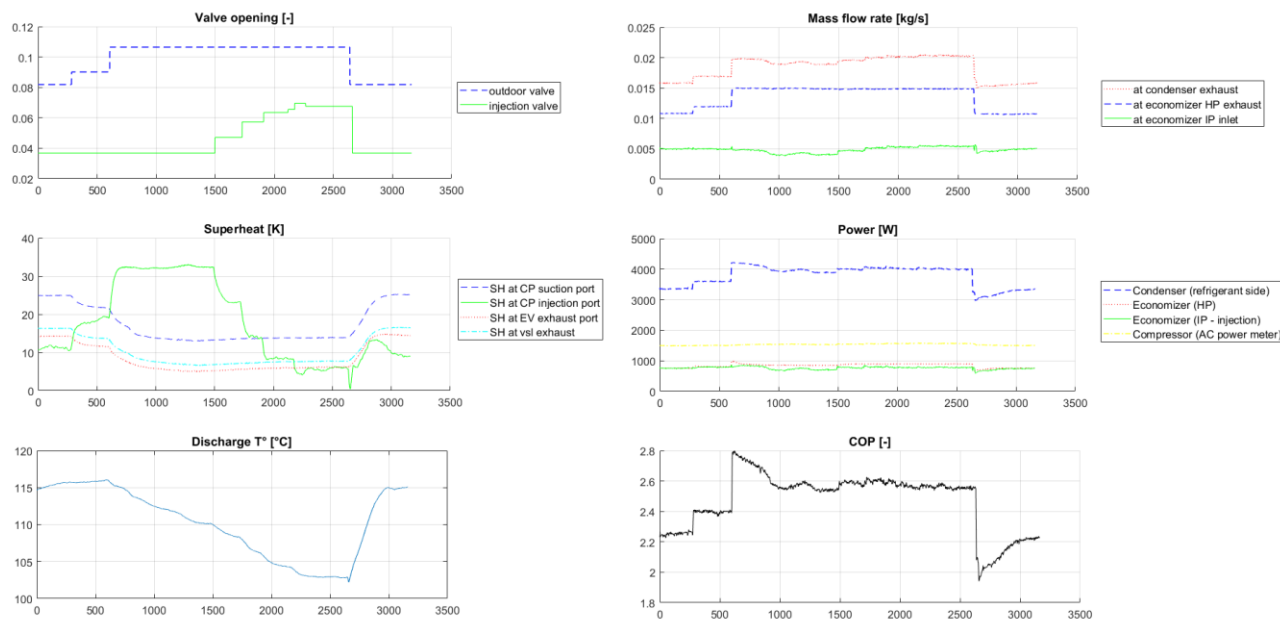 Valve opening [-]
0.12
0.1
0.08
0.06
0.04
0.02
0 500 1000 1500 2000 2500 3000 3500
outdoor valve
injection valve
Mass flow rate [kg/s]
0.025
0.02
0.015
0.01
0.005
0
0 500 1000 1500 2000 2500 3000 3500
at condenser exhaust
at economizer HP exhaust
at economizer IP inlet
Superheat [K]
40
30
20
10
0
0 500 1000 1500 2000 2500 3000 3500
SH at CP suction port
SH at CP injection port
SH at EV exhaust port
SH at vsl exhaust
Power [W]
5000
4000
3000
2000
1000
0
0 500 1000 1500 2000 2500 3000 3500
Condenser (refrigerant side)
Economizer (HP)
Economizer (IP - injection)
Compressor (AC power meter)
Discharge T° [°C]
120
115
110
105
100
0 500 1000 1500 2000 2500 3000 3500
COP [-]
2.8
2.6
2.4
2.2
2
1.8
0 500 1000 1500 2000 2500 3000 3500